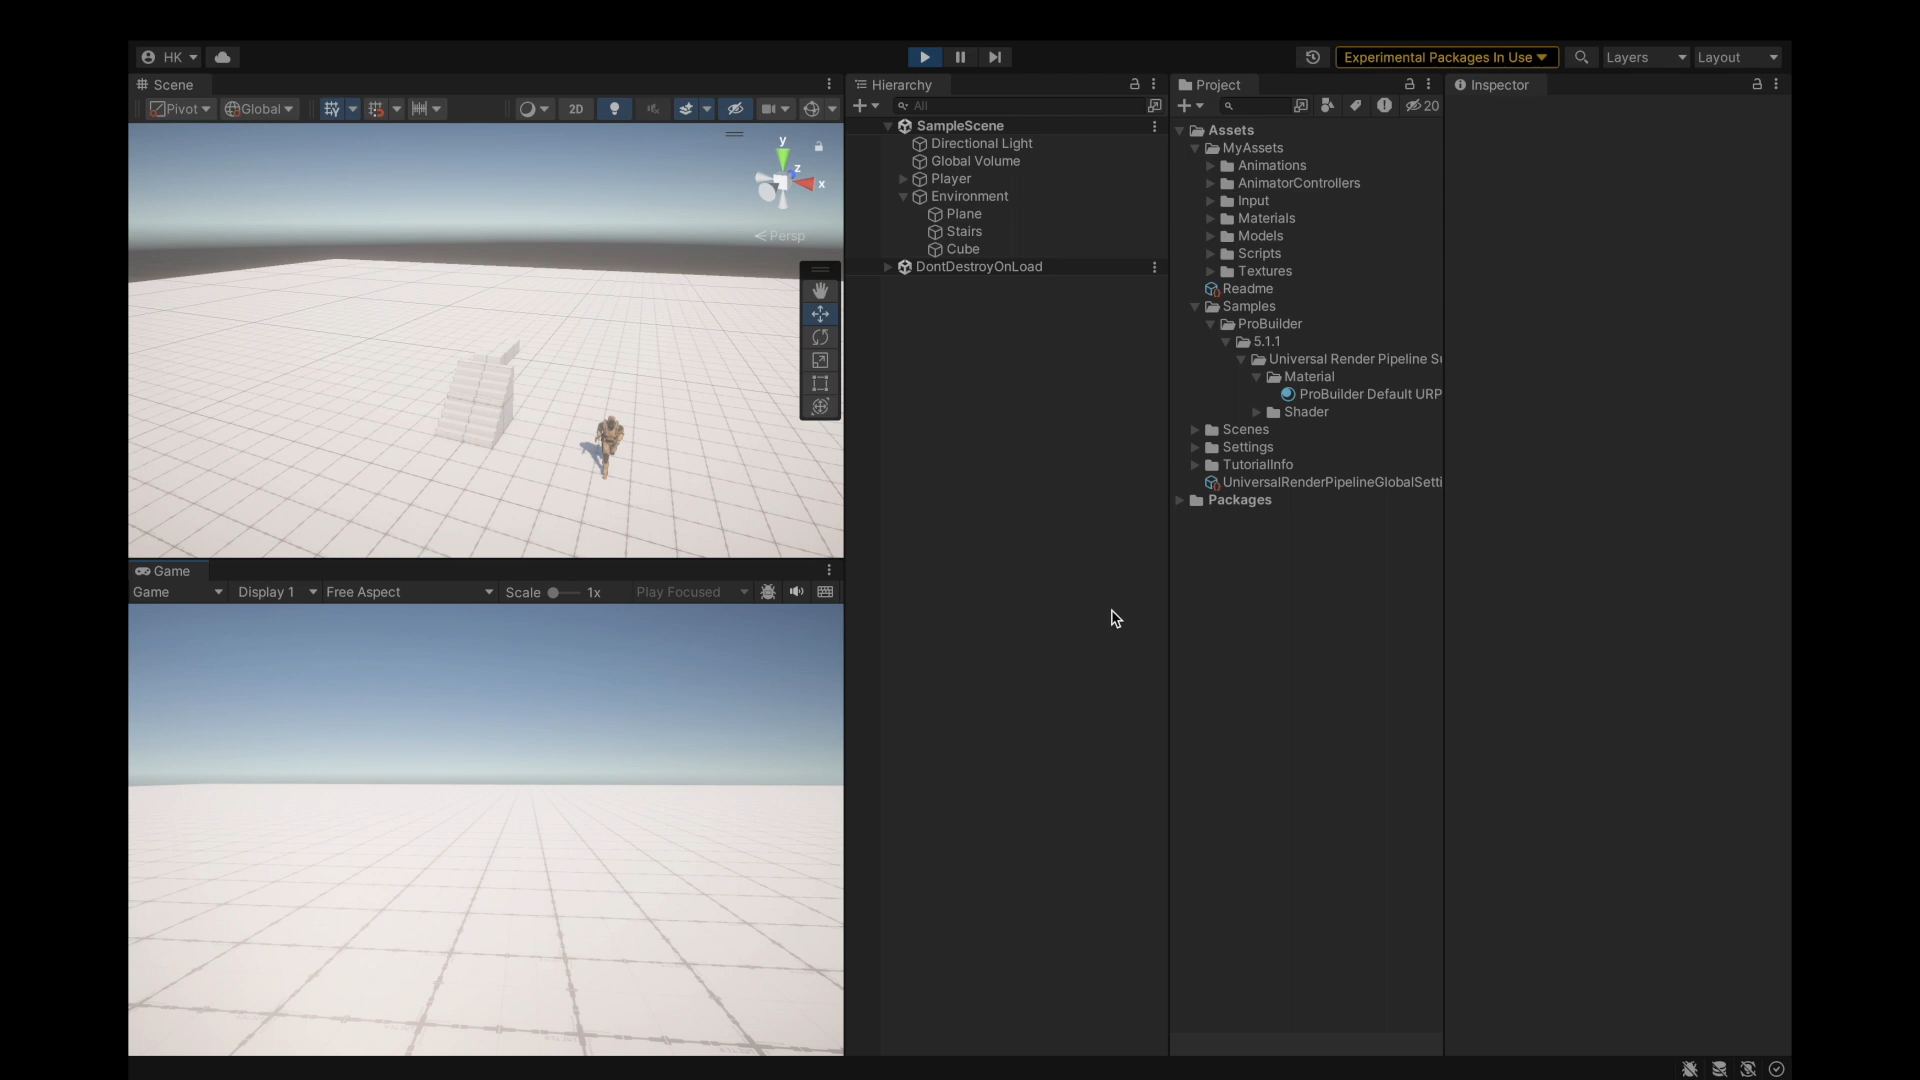 HK
Experimental Packages In Use
Layers
Layout
Scene
Pivot
Global
2D
y
z
x
Persp
Game
Game
Display 1
Free Aspect
Scale
1x
Play Focused
Hierarchy
All
SampleScene
Directional Light
Global Volume
Player
Environment
Plane
Stairs
Cube
DontDestroyOnLoad
Project
20
Assets
MyAssets
Animations
AnimatorControllers
Input
Materials
Models
Scripts
Textures
Readme
Samples
ProBuilder
5.1.1
Universal Render Pipeline Su
Material
ProBuilder Default URP
Shader
Scenes
Settings
TutorialInfo
UniversalRenderPipelineGlobalSetti
Packages
Inspector